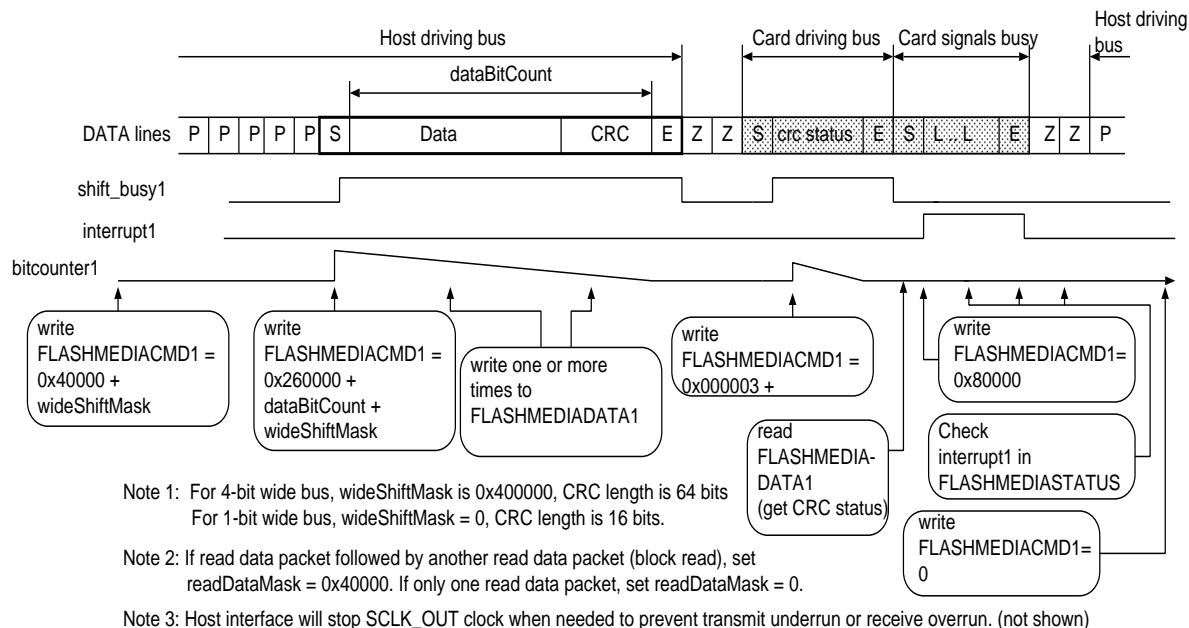 Host driving bus
Card driving bus
Card signals busy
Host driving
bus
dataBitCount
DATA lines P P P P P S Data CRC E Z Z S crc status E S L...L E Z Z P
shift_busy1
interrupt1
bitcounter1
write
FLASHMEDIACMD1 =
0x40000 +
wideShiftMask
write
FLASHMEDIACMD1 =
0x260000 +
dataBitCount +
wideShiftMask
write one or more
times to
FLASHMEDIADATA1
write
FLASHMEDIACMD1 =
0x000003 +
read
FLASHMEDIA-
DATA1
(get CRC status)
write
FLASHMEDIACMD1=
0x80000
Check
interrupt1 in
FLASHMEDIASTATUS
write
FLASHMEDIACMD1=
0
Note 1: For 4-bit wide bus, wideShiftMask is 0x400000, CRC length is 64 bits
For 1-bit wide bus, wideShiftMask = 0, CRC length is 16 bits.
Note 2: If read data packet followed by another read data packet (block read), set
readDataMask = 0x40000. If only one read data packet, set readDataMask = 0.
Note 3: Host interface will stop SCLK_OUT clock when needed to prevent transmit underrun or receive overrun. (not shown)